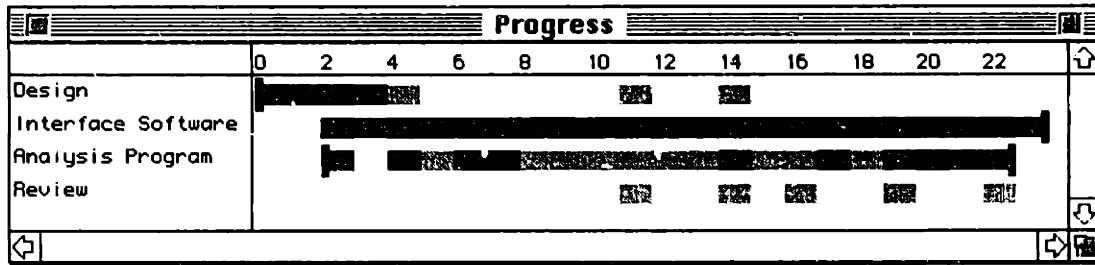 Progress
0 2 4 6 8 10 12 14 16 18 20 22
Design
Interface Software
Analysis Program
Review